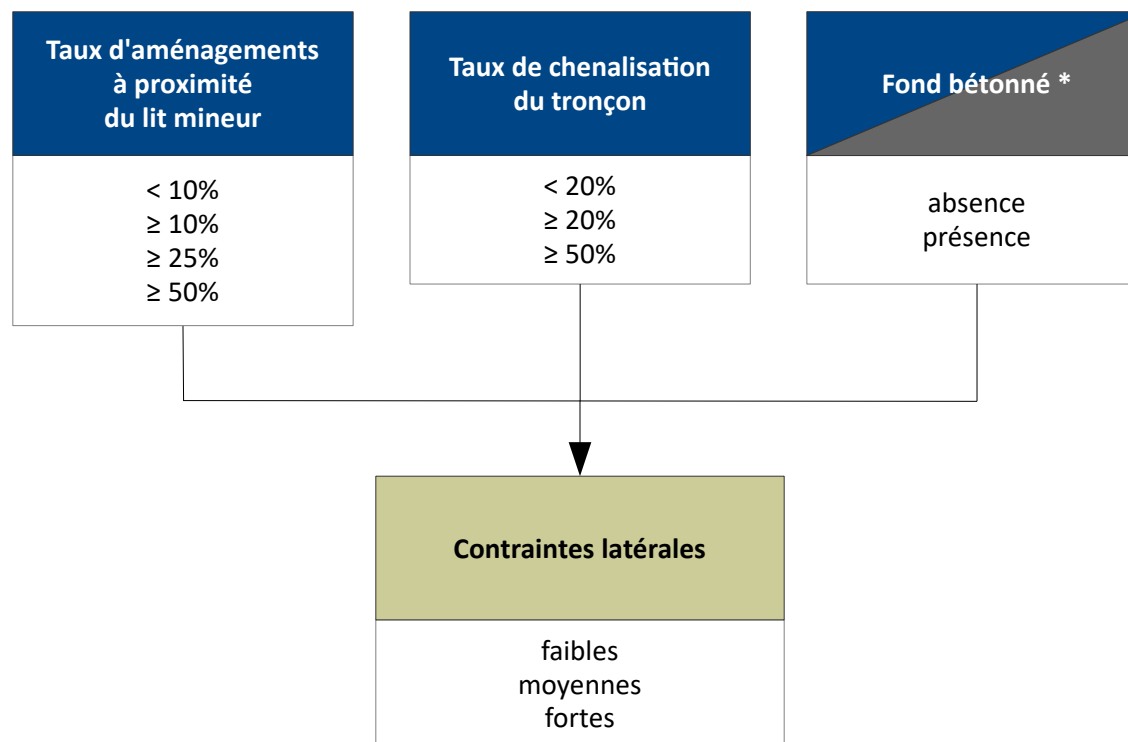 Taux d'aménagements
à proximité
du lit mineur
< 10%
≥ 10%
≥ 25%
≥ 50%
Taux de chenalisation
du tronçon
< 20%
≥ 20%
≥ 50%
Fond bétonné *
absence
présence
Contraintes latérales
faibles
moyennes
fortes